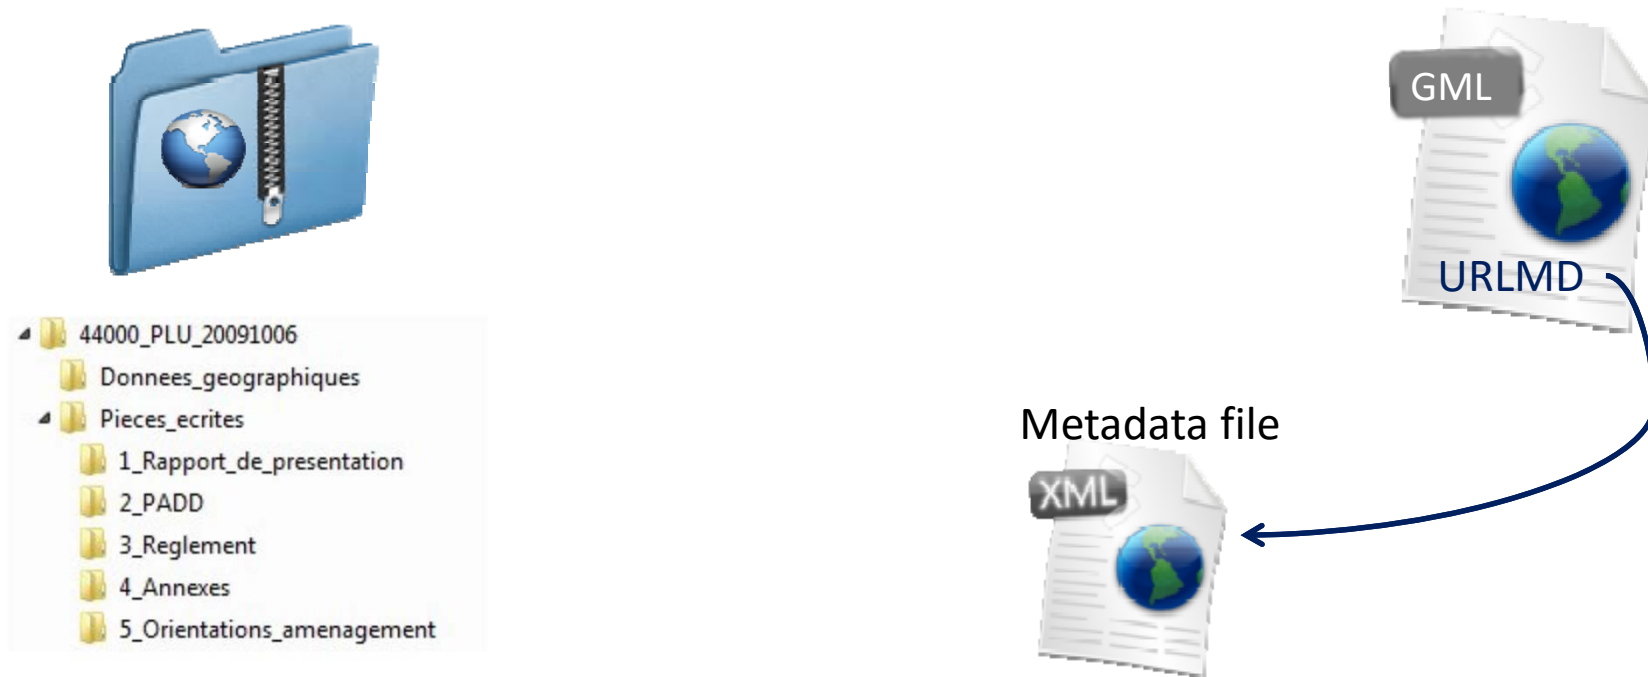 GML
URLMD
44000_PLU_20091006
Donnees_geographiques
Pieces_ecrites
1_Rapport_de_presentation
2_PADD
3_Reglement
4_Annexes
5_Orientations_amenagement
Metadata file
XML